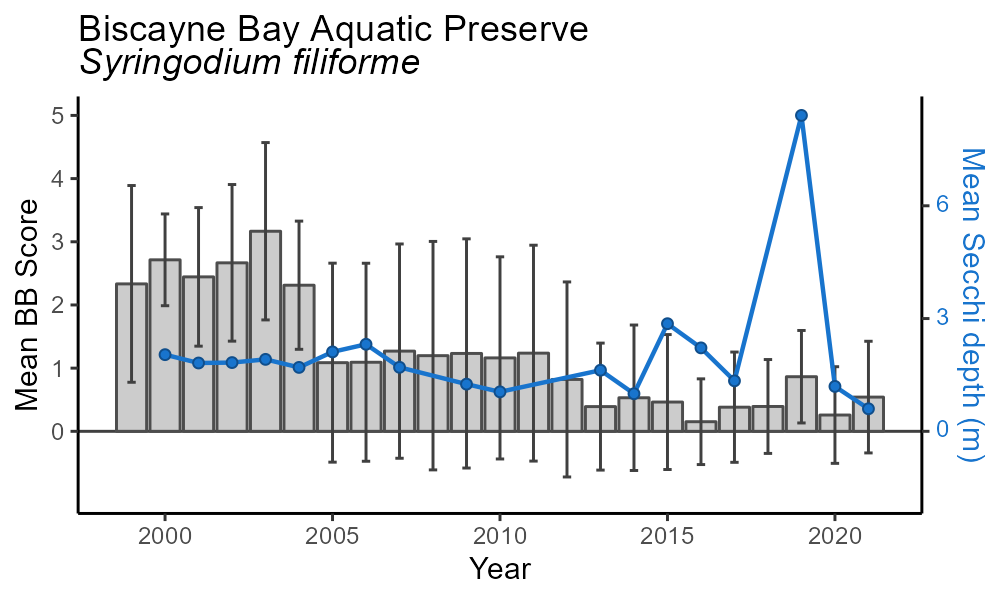 Biscayne Bay Aquatic Preserve
Syringodium filiforme
Mean BB Score
5
4
3
2
1
0
Mean Secchi depth (m)
6
3
0
2000
2005
2010
2015
2020
Year